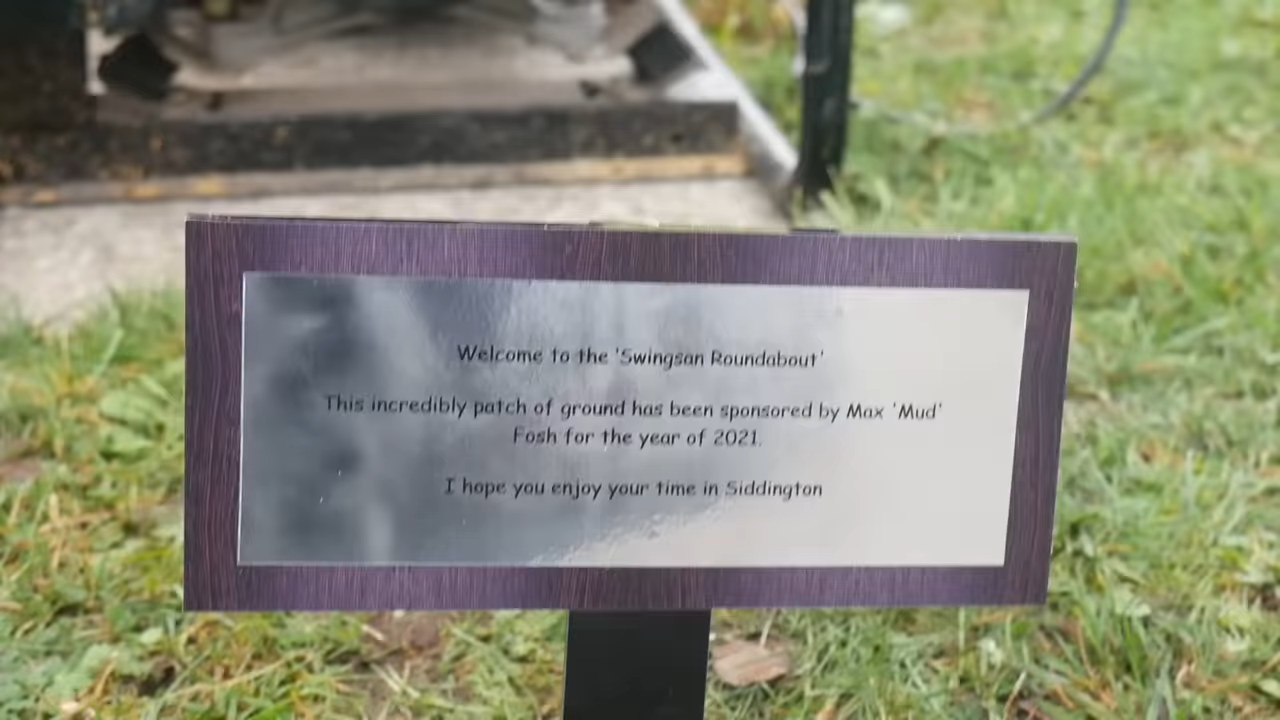 Welcome to the 'Swingsan Roundabout'
This incredibly patch of ground has been sponsored by Max 'Mud'
Fosh for the year of 2021.
I hope you enjoy your time in Siddington